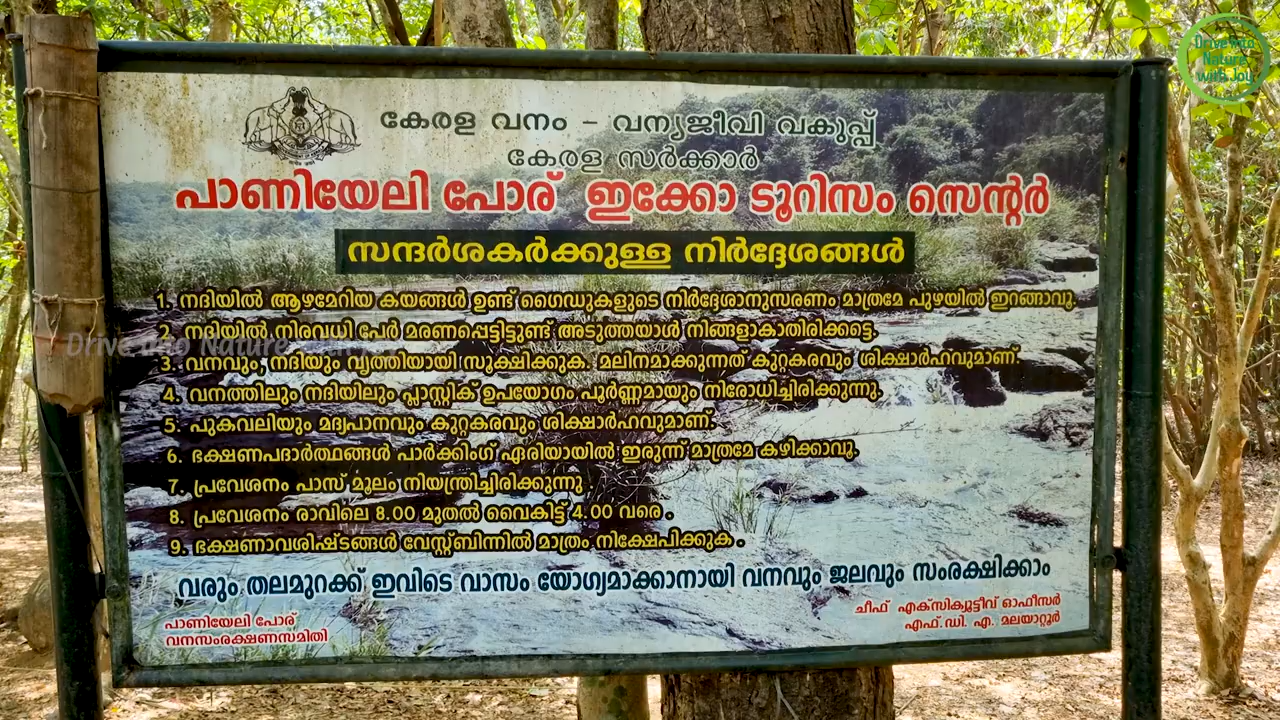 Drive into
Nature
with Joy
കേരള വനം - വന്യജീവി വകുപ്പ്
കേരള സർക്കാർ
പാണിയേലി പോര് ഇക്കോ ടൂറിസം സെന്റർ
സന്ദർശകർക്കുള്ള നിർദ്ദേശങ്ങൾ
1. നദിയിൽ ആഴമേറിയ കയങ്ങൾ ഉണ്ട് ഗൈഡുകളുടെ നിർദ്ദേശാനുസരണം മാത്രമേ പുഴയിൽ ഇറങ്ങാവു.
2. നദിയിൽ നിരവധി പേർ മരണപ്പെട്ടിട്ടുണ്ട് അടുത്തയാൾ നിങ്ങളാകാതിരിക്കട്ടെ.
Drive into Nature
3. വനവും, നദിയും വൃത്തിയായി സൂക്ഷിക്കുക. മലിനമാക്കുന്നത് കുറ്റകരവും ശിക്ഷാർഹവുമാണ്.
4. വനത്തിലും നദിയിലും പ്ലാസ്റ്റിക് ഉപയോഗം പൂർണ്ണമായും നിരോധിച്ചിരിക്കുന്നു.
5. പുകവലിയും മദ്യപാനവും കുറ്റകരവും ശിക്ഷാർഹവുമാണ്.
6. ഭക്ഷണപദാർത്ഥങ്ങൾ പാർക്കിംഗ് ഏരിയായിൽ ഇരുന്ന് മാത്രമേ കഴിക്കാവൂ.
7. പ്രവേശനം പാസ് മൂലം നിയന്ത്രിച്ചിരിക്കുന്നു .
8. പ്രവേശനം രാവിലെ 8.00 മുതൽ വൈകിട്ട് 4.00 വരെ .
9. ഭക്ഷണാവശിഷ്ടങ്ങൾ വേസ്റ്റ്ബിന്നിൽ മാത്രം നിക്ഷേപിക്കുക .
വരും തലമുറക്ക് ഇവിടെ വാസം യോഗ്യമാക്കാനായി വനവും ജലവും സംരക്ഷിക്കാം
പാണിയേലി പോര്
വനസംരക്ഷണസമിതി
ചീഫ് എക്സിക്യൂട്ടീവ് ഓഫീസർ
എഫ്. ഡി. എ. മലയാറ്റൂർ